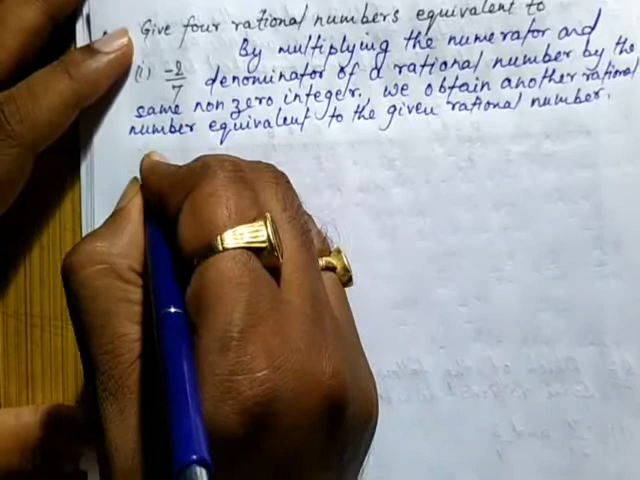 Give four rational numbers equivalent to
By multiplying the numerator and
(i) -2/7 denominator of a rational number by the
same non zero integer, we obtain another rational
number equivalent to the given rational number.